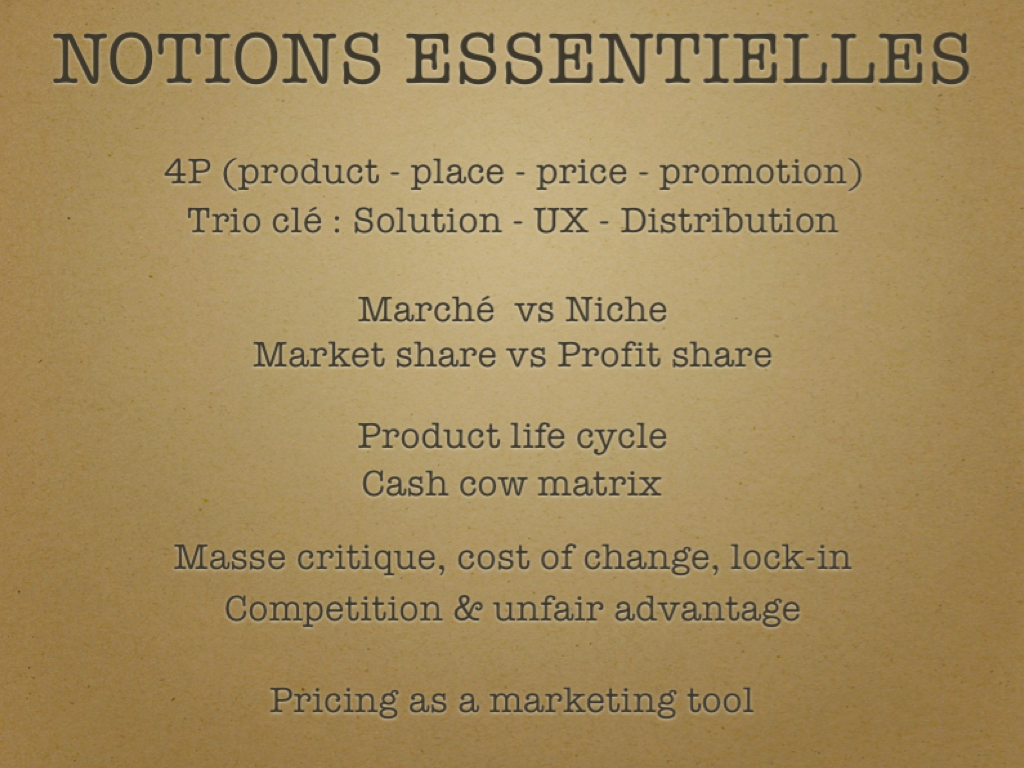 NOTIONS ESSENTIELLES
4P (product - place - price - promotion)
Trio clé : Solution - UX - Distribution
Marché vs Niche
Market share vs Profit share
Product life cycle
Cash cow matrix
Masse critique, cost of change, lock-in
Competition & unfair advantage
Pricing as a marketing tool